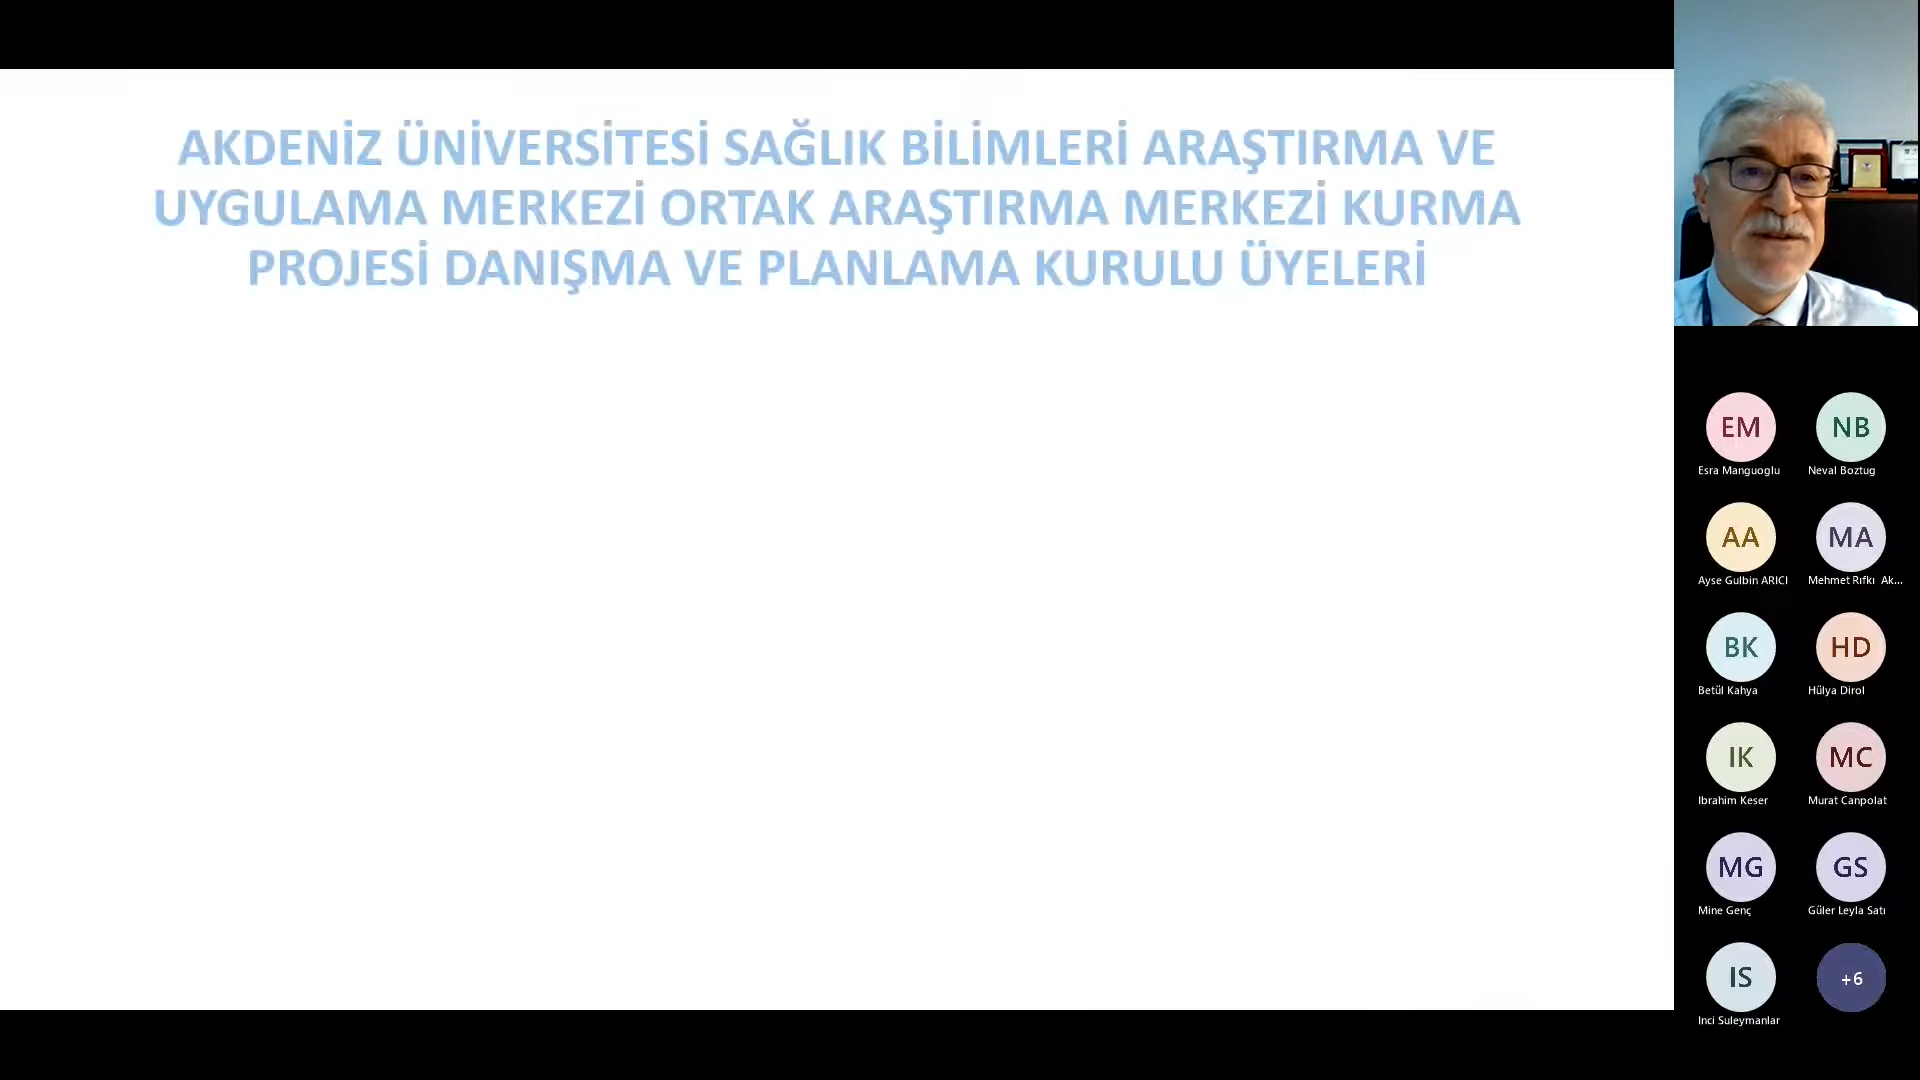 AKDENİZ ÜNİVERSİTESİ SAĞLIK BİLİMLERİ ARAŞTIRMA VE
UYGULAMA MERKEZİ ORTAK ARAŞTIRMA MERKEZİ KURMA
PROJESİ DANIŞMA VE PLANLAMA KURULU ÜYELERİ
EM NB
Esra Manguoglu Neval Boztug
AA MA
Ayse Gulbin ARICI Mehmet Rıfkı Ak...
BK HD
Betül Kahya Hülya Dirol
IK MC
Ibrahim Keser Murat Canpolat
MG GS
Mine Genç Güler Leyla Satı
IS +6
Inci Suleymanlar